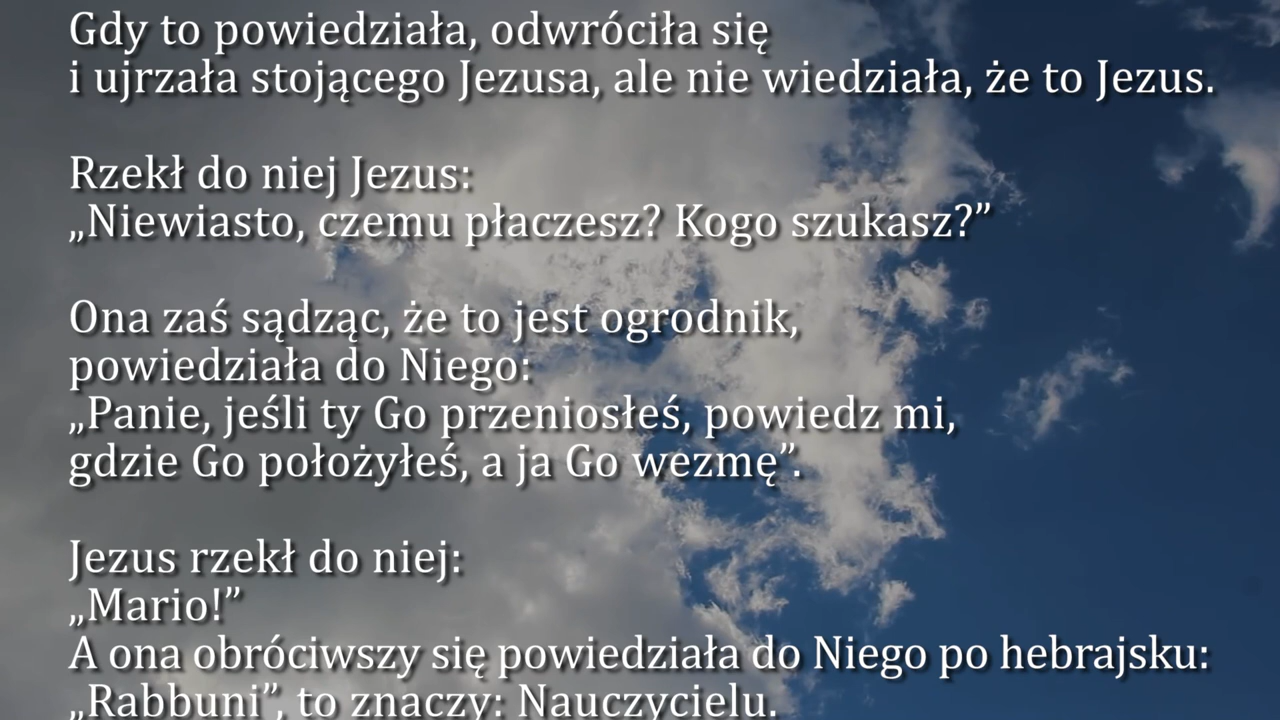 Gdy to powiedziała, odwróciła się
i ujrzała stojącego Jezusa, ale nie wiedziała, że to Jezus.
Rzekł do niej Jezus:
„Niewiasto, czemu płaczesz? Kogo szukasz?”
Ona zaś sądząc, że to jest ogrodnik,
powiedziała do Niego:
„Panie, jeśli ty Go przeniosłeś, powiedz mi,
gdzie Go położyłeś, a ja Go wezmę”.
Jezus rzekł do niej:
„Mario!”
A ona obróciwszy się powiedziała do Niego po hebrajsku:
„Rabbuni”, to znaczy: Nauczycielu.